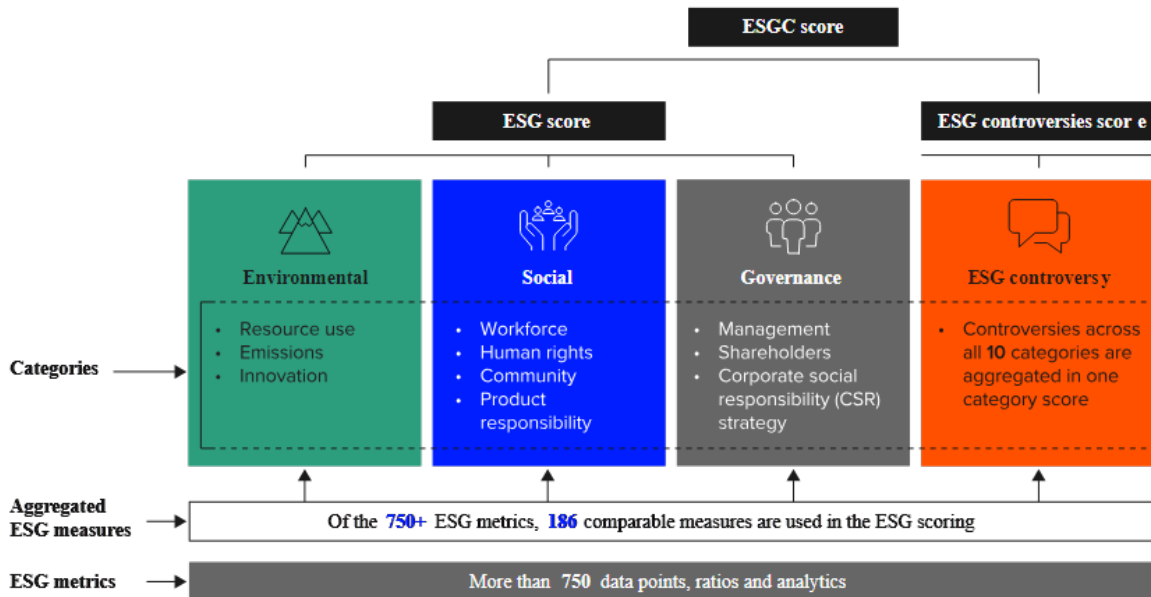 ESGC score
ESG score
ESG controversies scor e
Environmental
Social
Governance
ESG controversy
Categories
• Resource use
• Emissions
• Innovation
• Workforce
• Human rights
• Community
• Product
responsibility
• Management
• Shareholders
• Corporate social
responsibility (CSR)
strategy
• Controversies across
all 10 categories are
aggregated in one
category score
Aggregated
ESG measures
Of the 750+ ESG metrics, 186 comparable measures are used in the ESG scoring
ESG metrics
More than 750 data points, ratios and analytics